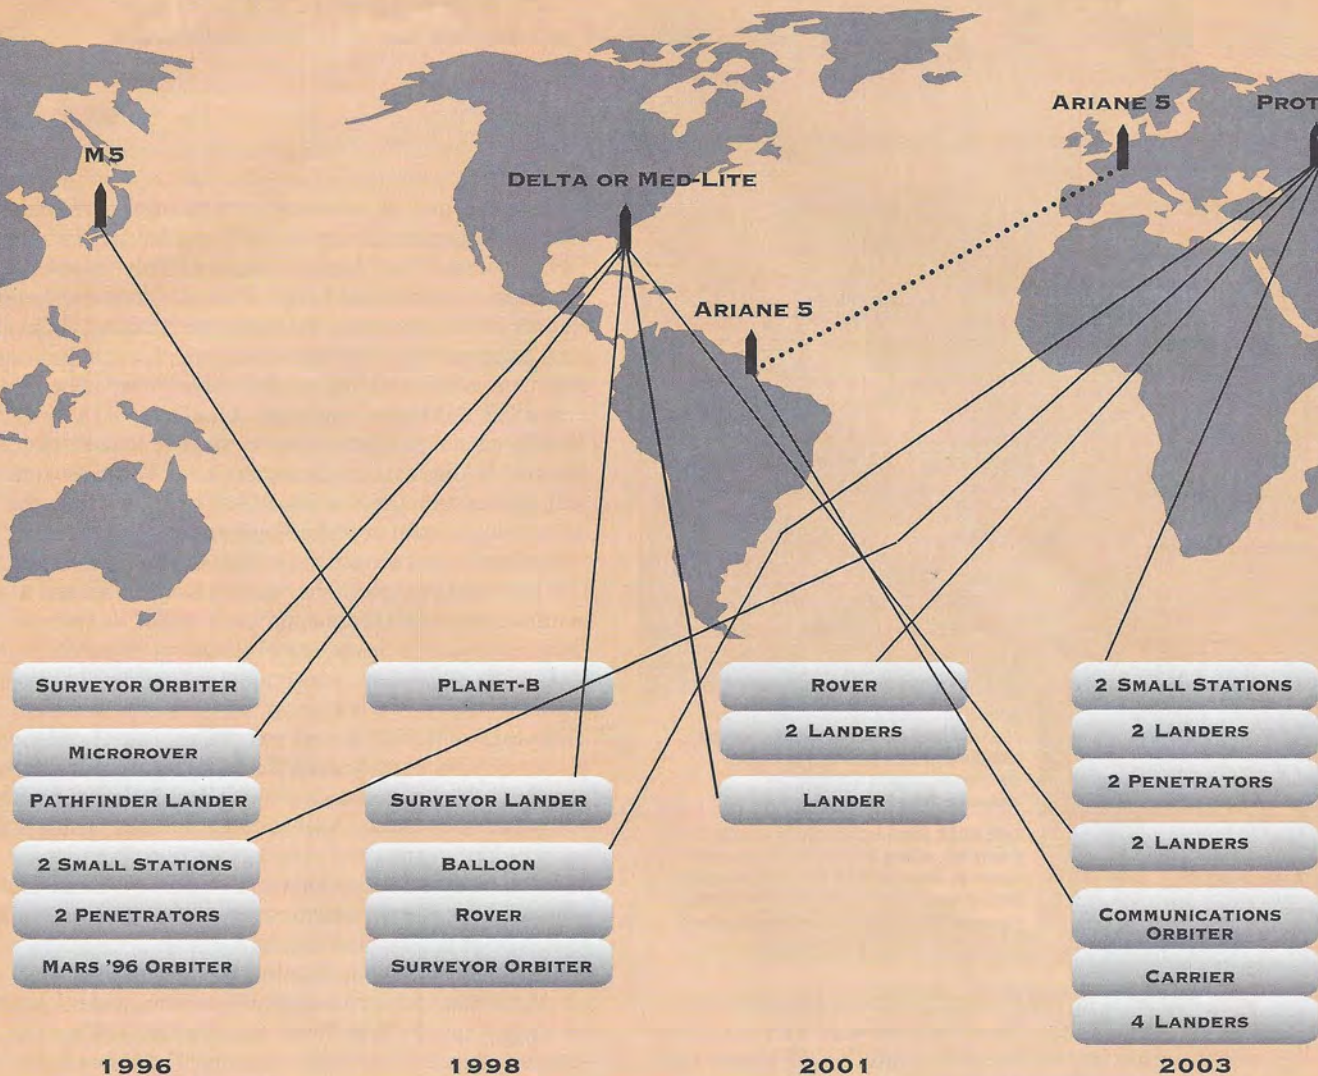 ARIANE 5
PROT
M 5
DELTA OR MED-LITE
ARIANE 5
SURVEYOR ORBITER
MICROROVER
PATHFINDER LANDER
2 SMALL STATIONS
2 PENETRATORS
MARS '96 ORBITER
1996
PLANET-B
SURVEYOR LANDER
BALLOON
ROVER
SURVEYOR ORBITER
1998
ROVER
2 LANDERS
LANDER
2001
2 SMALL STATIONS
2 LANDERS
2 PENETRATORS
2 LANDERS
COMMUNICATIONS
ORBITER
CARRIER
4 LANDERS
2003